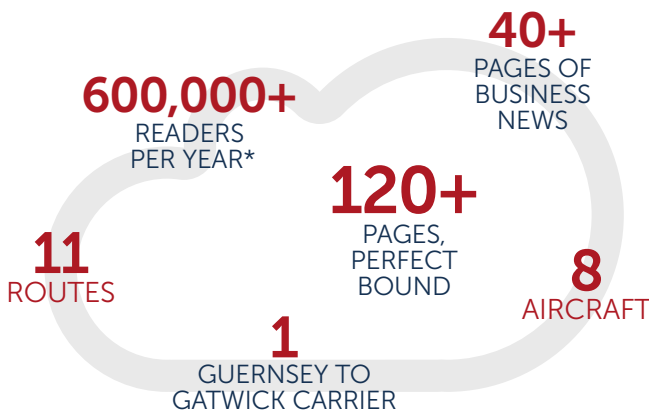 40+
PAGES OF
BUSINESS
NEWS
600,000+
READERS
PER YEAR*
120+
PAGES,
PERFECT
BOUND
11
ROUTES
8
AIRCRAFT
1
GUERNSEY TO
GATWICK CARRIER